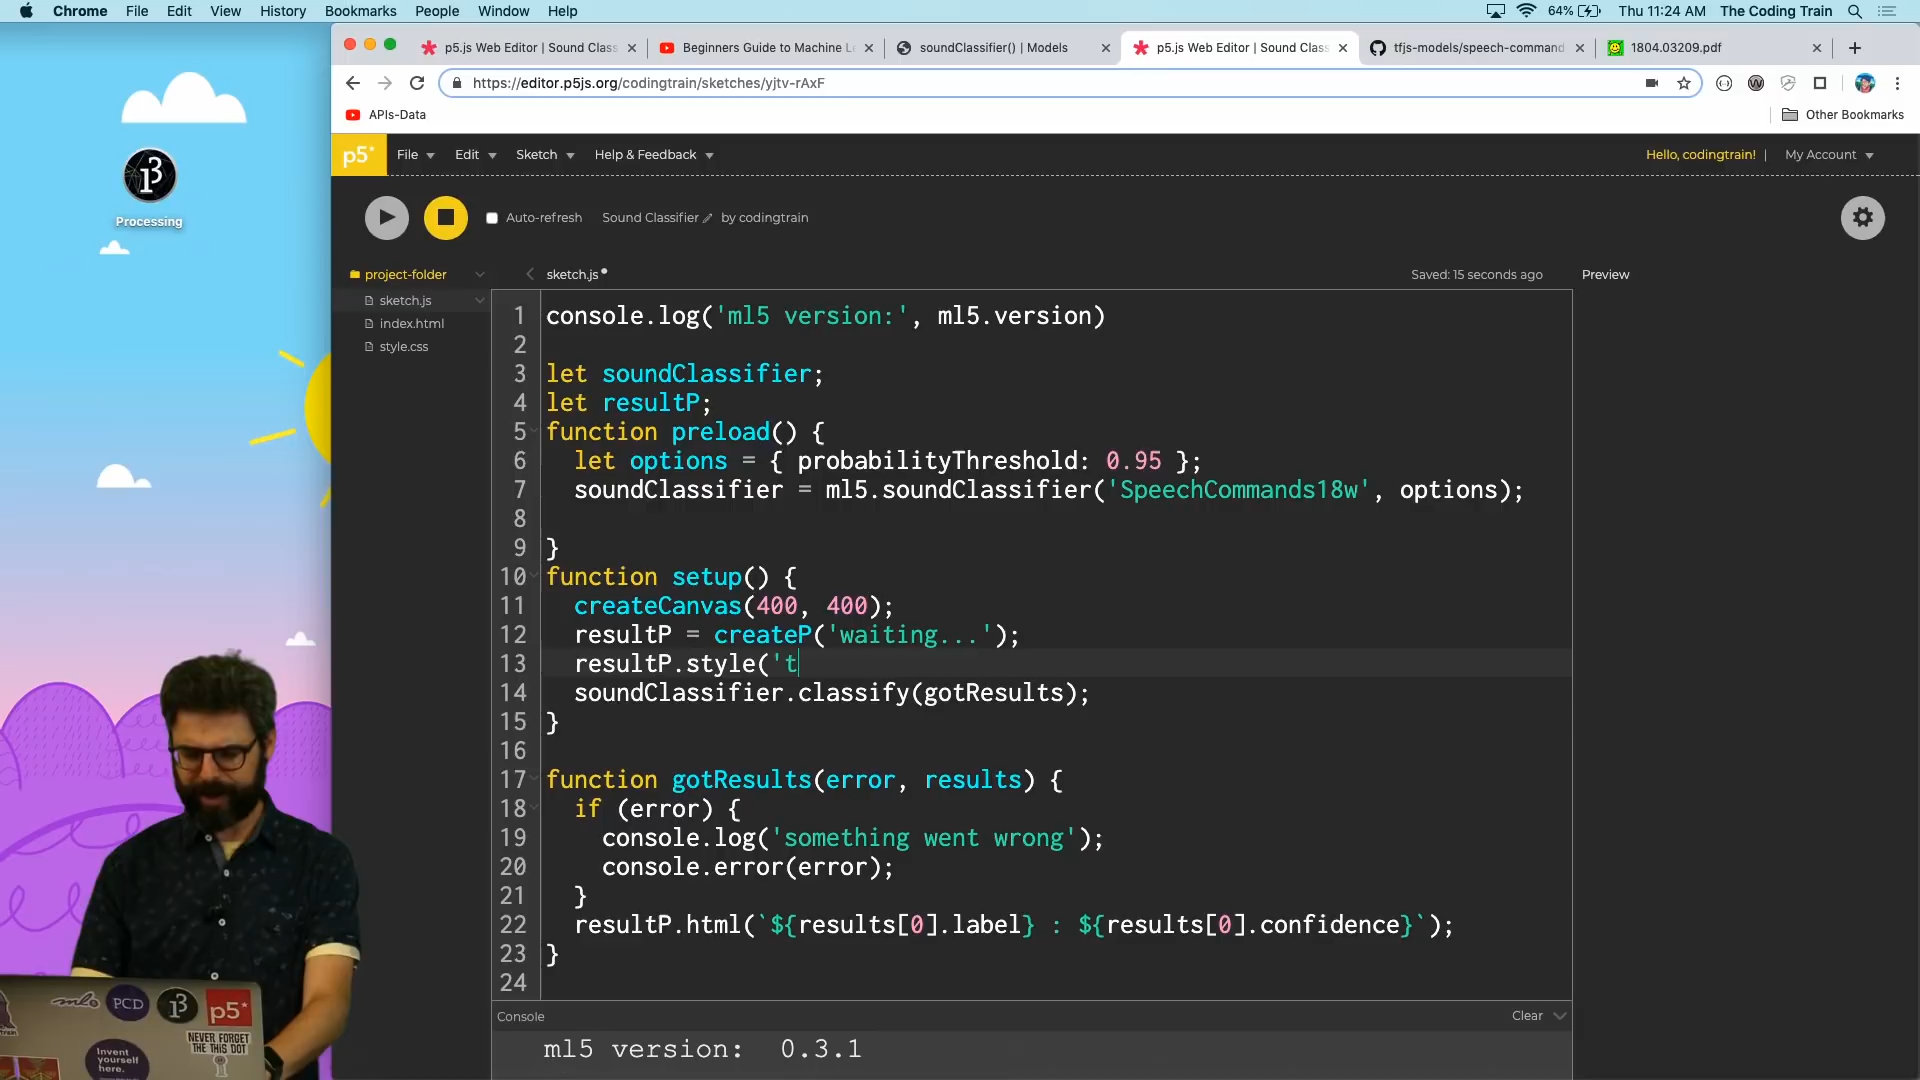 Chrome File Edit View History Bookmarks People Window Help
64% Thu 11:24 AM The Coding Train
p5.js Web Editor | Sound Class
Beginners Guide to Machine Le
soundClassifier() | Models
p5.js Web Editor | Sound Class
tfjs-models/speech-command
1804.03209.pdf
https://editor.p5js.org/codingtrain/sketches/yjtv-rAxF
APIs-Data
Other Bookmarks
p5* File Edit Sketch Help & Feedback
Hello, codingtrain! | My Account
Processing
Auto-refresh Sound Classifier by codingtrain
project-folder
sketch.js
index.html
style.css
sketch.js
Saved: 15 seconds ago
Preview
1 console.log('ml5 version:', ml5.version)
2
3 let soundClassifier;
4 let resultP;
5 function preload() {
6 let options = { probabilityThreshold: 0.95 };
7 soundClassifier = ml5.soundClassifier('SpeechCommands18w', options);
8
9 }
10 function setup() {
11 createCanvas(400, 400);
12 resultP = createP('waiting...');
13 resultP.style('t
14 soundClassifier.classify(gotResults);
15 }
16
17 function gotResults(error, results) {
18 if (error) {
19 console.log('something went wrong');
20 console.error(error);
21 }
22 resultP.html(`${results[0].label} : ${results[0].confidence}`);
23 }
24
Console
Clear
ml5 version: 0.3.1
PCD
p5*
NEVER FORGET
THE THIS DOT
Invent
yourself
here.